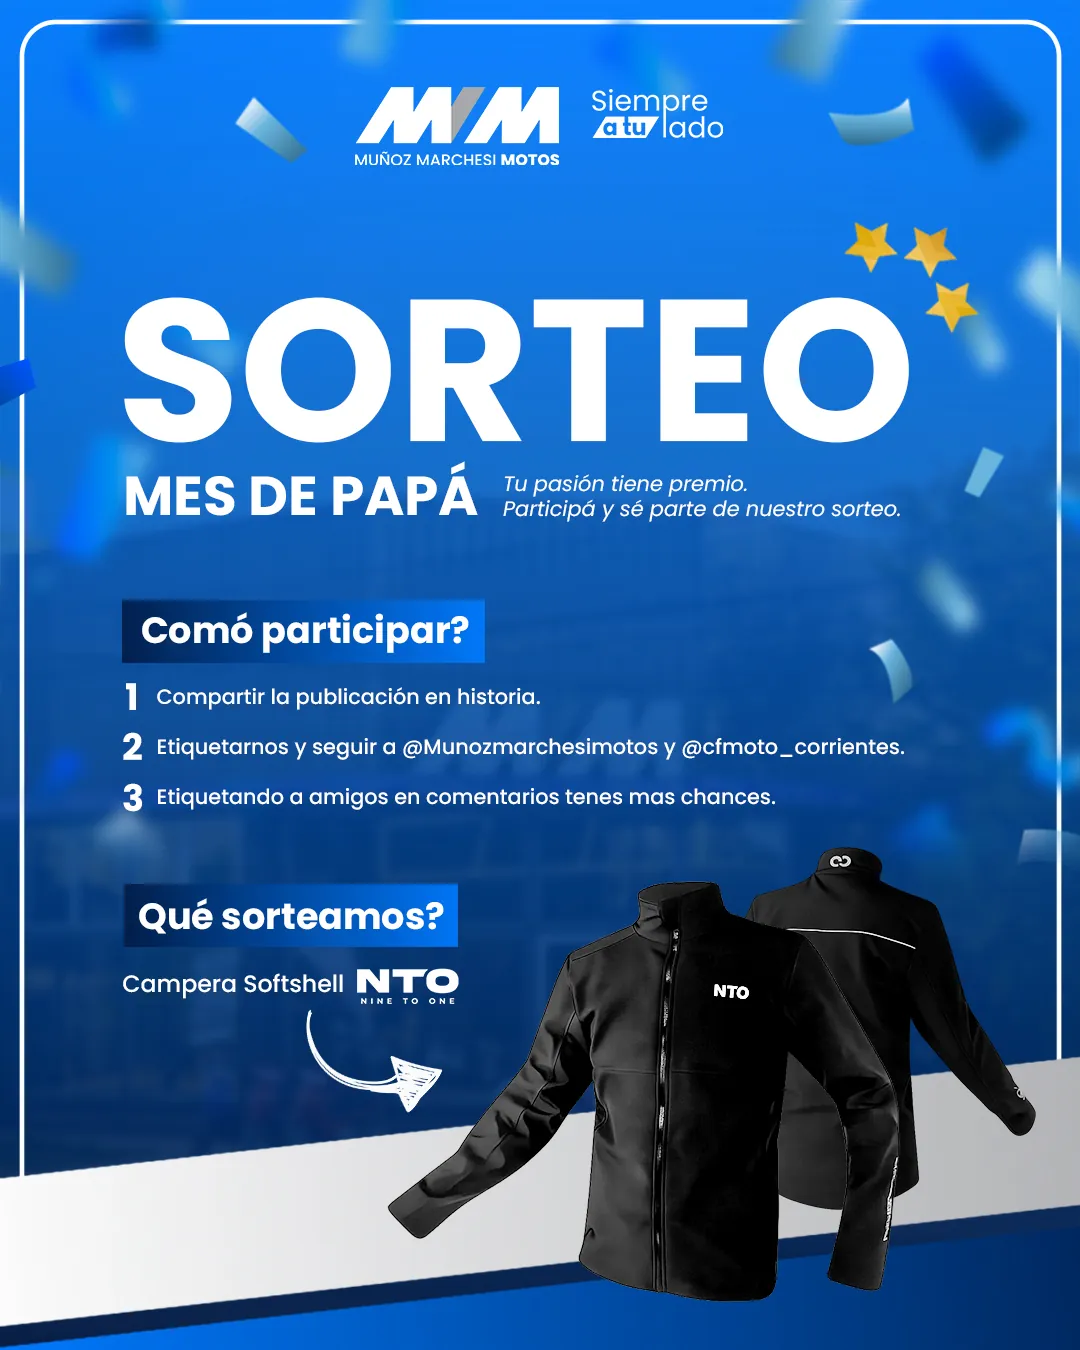 MM
MUÑOZ MARCHESI MOTOS
Siempre
a tu lado
SORTEO
MES DE PAPÁ
Tu pasión tiene premio.
Participá y sé parte de nuestro sorteo.
Comó participar?
1 Compartir la publicación en historia.
2 Etiquetarnos y seguir a @Munozmarchesimotos y @cfmoto_corrientes.
3 Etiquetando a amigos en comentarios tenes mas chances.
Qué sorteamos?
Campera Softshell NTO
NINE TO ONE
NTO